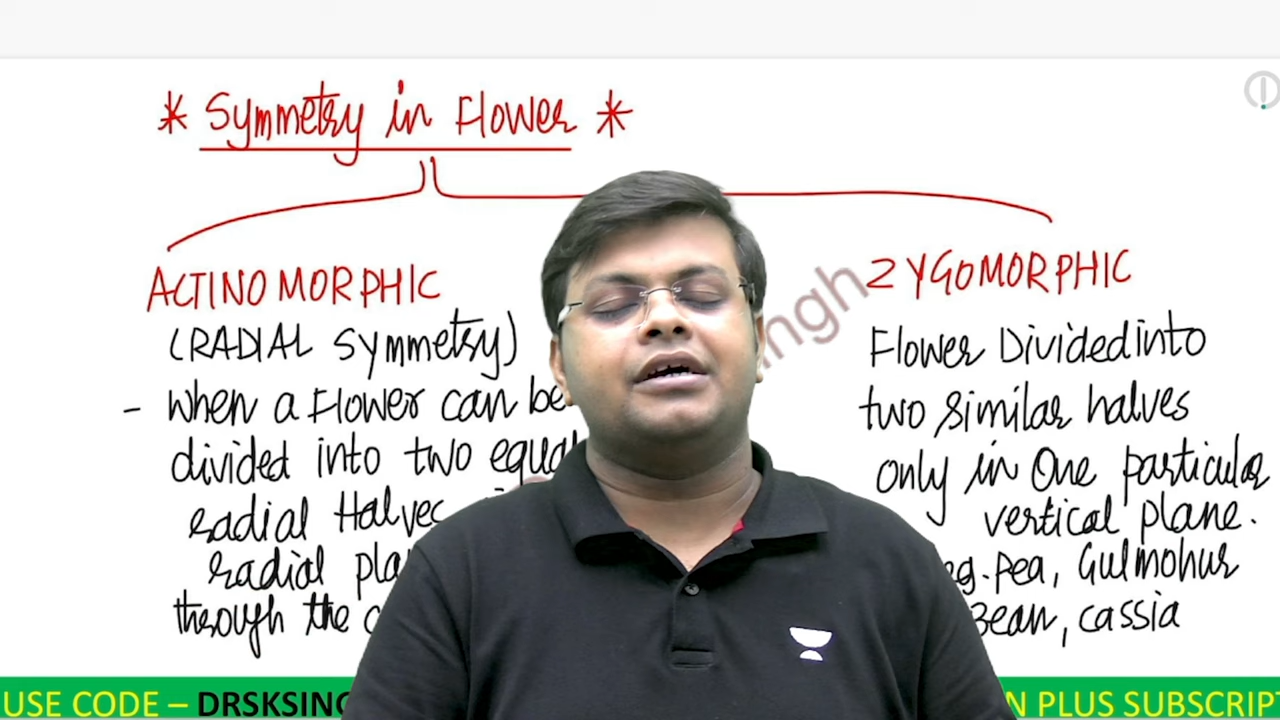 * Symmetry in Flower *
ACTINOMORPHIC
(RADIAL Symmetry)
- when a Flower can be
divided into two equal
radial Halves
radial
through the
ZYGOMORPHIC
Flower Divided into
two similar halves
only in One particular
vertical plane.
eg. pea, Gulmohur
Bean, cassia
ingh
USE CODE – DRSKSING
N PLUS SUBSCRIPT